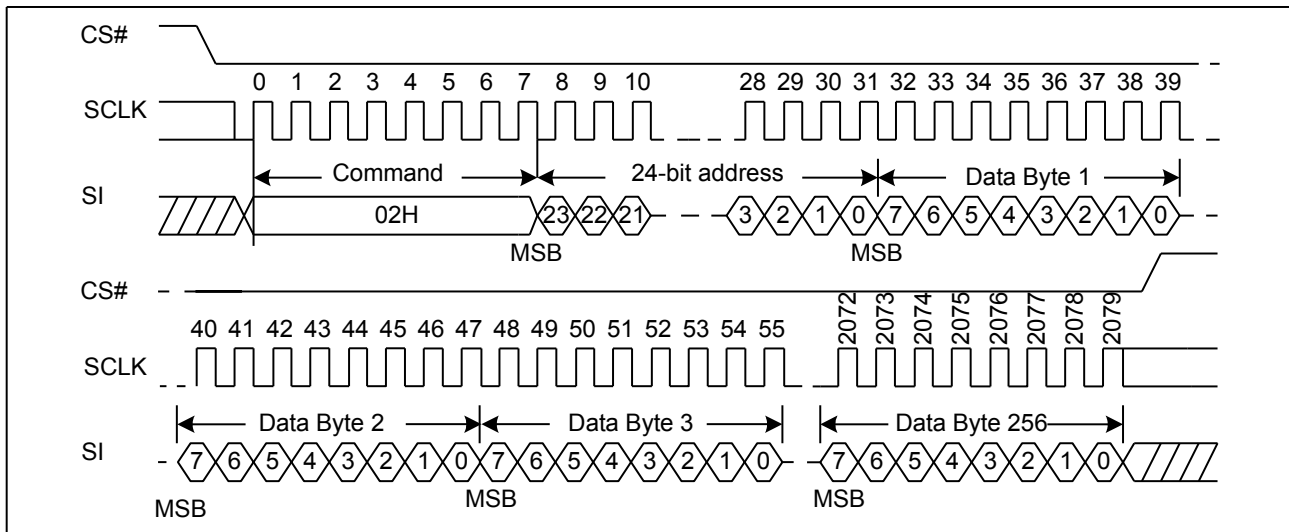 CS#
0 1 2 3 4 5 6 7 8 9 10 28 29 30 31 32 33 34 35 36 37 38 39
SCLK
Command 24-bit address Data Byte 1
SI
02H 23 22 21 3 2 1 0 7 6 5 4 3 2 1 0
MSB MSB
CS#
40 41 42 43 44 45 46 47 48 49 50 51 52 53 54 55 2072 2073 2074 2075 2076 2077 2078 2079
SCLK
Data Byte 2 Data Byte 3 Data Byte 256
SI
7 6 5 4 3 2 1 0 7 6 5 4 3 2 1 0 7 6 5 4 3 2 1 0
MSB MSB MSB